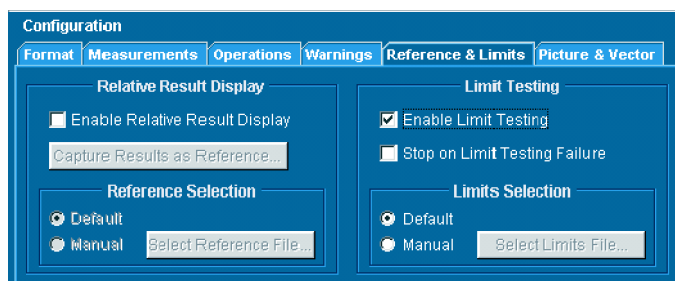 Configuration
Format Measurements Operations Warnings Reference & Limits Picture & Vector
Relative Result Display
Enable Relative Result Display
Capture Results as Reference...
Reference Selection
Default
Manual Select Reference File...
Limit Testing
Enable Limit Testing
Stop on Limit Testing Failure
Limits Selection
Default
Manual Select Limits File...